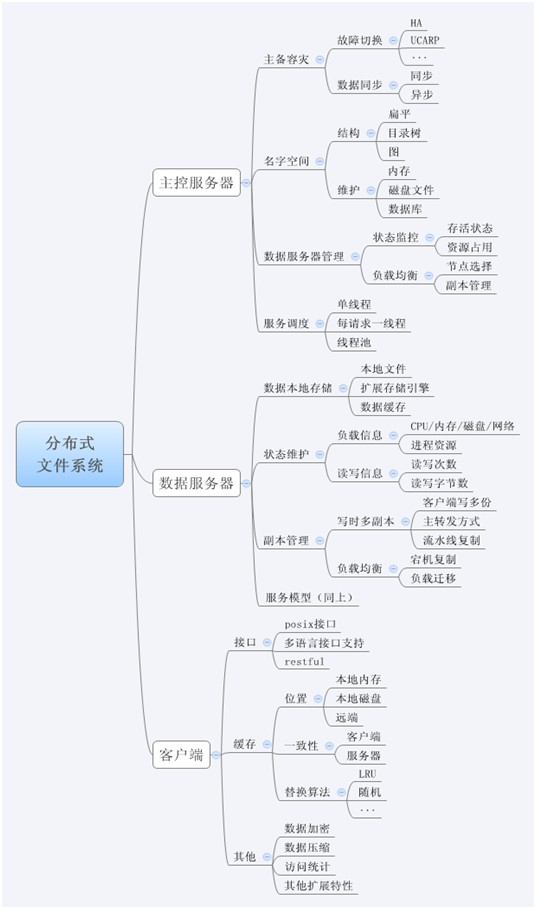 分布式
文件系统
主控服务器
主备容灾
故障切换
HA
UCARP
...
数据同步
同步
异步
名字空间
结构
扁平
目录树
图
维护
内存
磁盘文件
数据库
数据服务器管理
状态监控
存活状态
资源占用
负载均衡
节点选择
副本管理
服务调度
单线程
每请求一线程
线程池
数据服务器
数据本地存储
本地文件
扩展存储引擎
数据缓存
状态维护
负载信息
CPU/内存/磁盘/网络
进程资源
读写信息
读写次数
读写字节数
副本管理
写时多副本
客户端写多份
主转发方式
流水线复制
负载均衡
宕机复制
负载迁移
服务模型（同上）
客户端
接口
posix接口
多语言接口支持
restful
缓存
位置
本地内存
本地磁盘
远端
一致性
客户端
服务器
替换算法
LRU
随机
...
其他
数据加密
数据压缩
访问统计
其他扩展特性